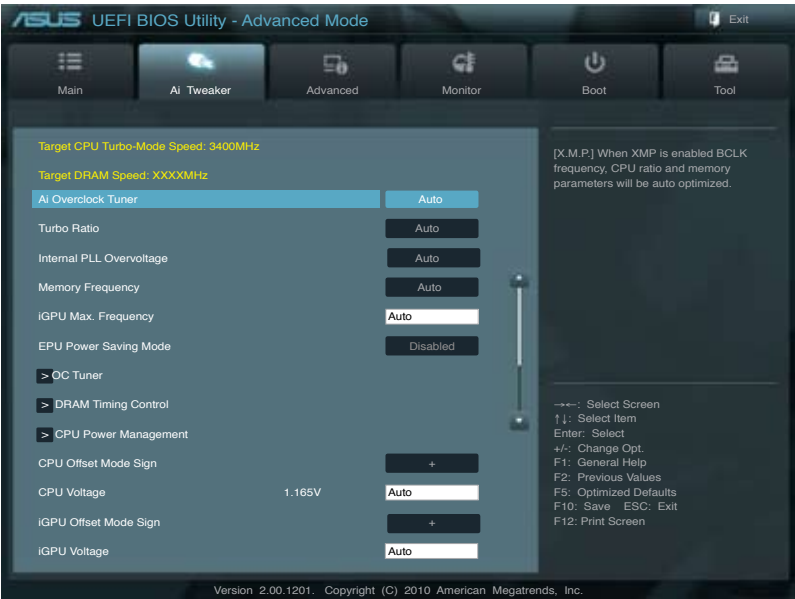 ASUS UEFI BIOS Utility - Advanced Mode
Exit
Main
Ai Tweaker
Advanced
Monitor
Boot
Tool
Target CPU Turbo-Mode Speed: 3400MHz
Target DRAM Speed: XXXXMHz
Ai Overclock Tuner Auto
Turbo Ratio Auto
Internal PLL Overvoltage Auto
Memory Frequency Auto
iGPU Max. Frequency Auto
EPU Power Saving Mode Disabled
> OC Tuner
> DRAM Timing Control
> CPU Power Management
CPU Offset Mode Sign +
CPU Voltage 1.165V Auto
iGPU Offset Mode Sign +
iGPU Voltage Auto
[X.M.P.] When XMP is enabled BCLK
frequency, CPU ratio and memory
parameters will be auto optimized.
→←: Select Screen
↑↓: Select Item
Enter: Select
+/-: Change Opt.
F1: General Help
F2: Previous Values
F5: Optimized Defaults
F10: Save ESC: Exit
F12: Print Screen
Version 2.00.1201. Copyright (C) 2010 American Megatrends, Inc.